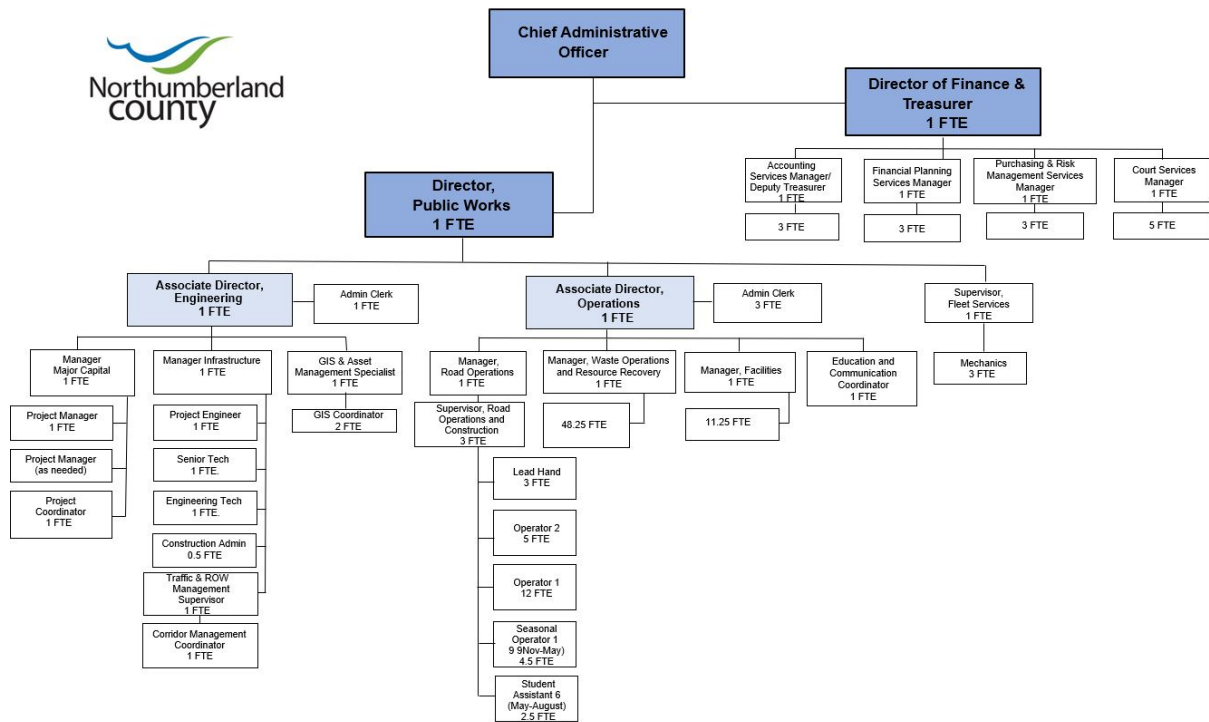 Northumberland
county
Chief Administrative
Officer
Director of Finance &
Treasurer
1 FTE
Accounting
Services Manager/
Deputy Treasurer
1 FTE
3 FTE
Financial Planning
Services Manager
1 FTE
3 FTE
Purchasing & Risk
Management Services
Manager
1 FTE
3 FTE
Court Services
Manager
1 FTE
5 FTE
Director,
Public Works
1 FTE
Associate Director,
Engineering
1 FTE
Admin Clerk
1 FTE
Associate Director,
Operations
1 FTE
Admin Clerk
3 FTE
Supervisor,
Fleet Services
1 FTE
Mechanics
3 FTE
Manager
Major Capital
1 FTE
Project Manager
1 FTE
Project Manager
(as needed)
Project
Coordinator
1 FTE
Manager Infrastructure
1 FTE
Project Engineer
1 FTE
Senior Tech
1 FTE.
Engineering Tech
1 FTE.
Construction Admin
0.5 FTE
Traffic & ROW
Management
Supervisor
1 FTE
Corridor Management
Coordinator
1 FTE
GIS & Asset
Management Specialist
1 FTE
GIS Coordinator
2 FTE
Manager,
Road Operations
1 FTE
Supervisor, Road
Operations and
Construction
3 FTE
Lead Hand
3 FTE
Operator 2
5 FTE
Operator 1
12 FTE
Seasonal
Operator 1
9 9Nov-May)
4.5 FTE
Student
Assistant 6
(May-August)
2.5 FTE
Manager, Waste Operations
and Resource Recovery
1 FTE
48.25 FTE
Manager, Facilities
1 FTE
11.25 FTE
Education and
Communication
Coordinator
1 FTE